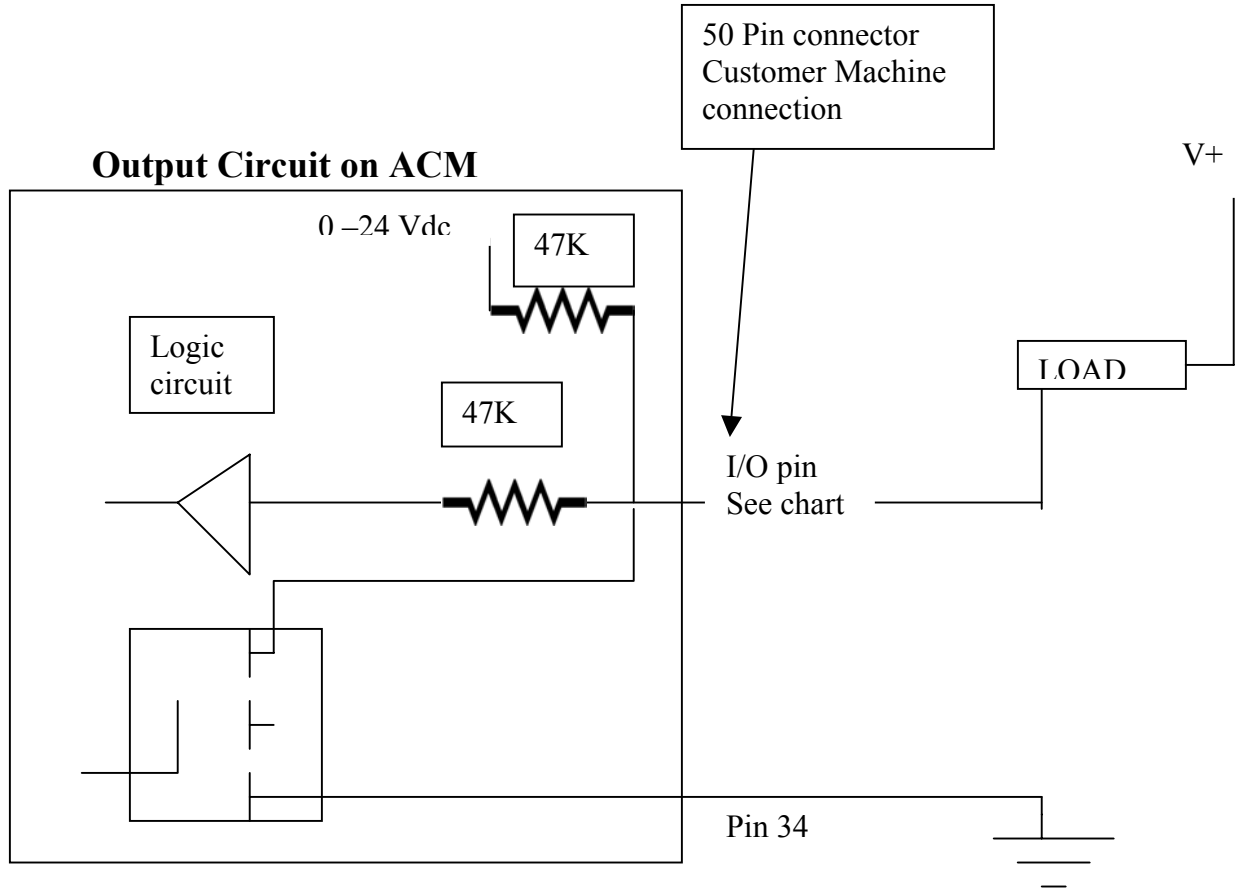 50 Pin connector
Customer Machine
connection
V+
Output Circuit on ACM
0 –24 Vdc
47K
Logic
circuit
LOAD
47K
I/O pin
See chart
Pin 34